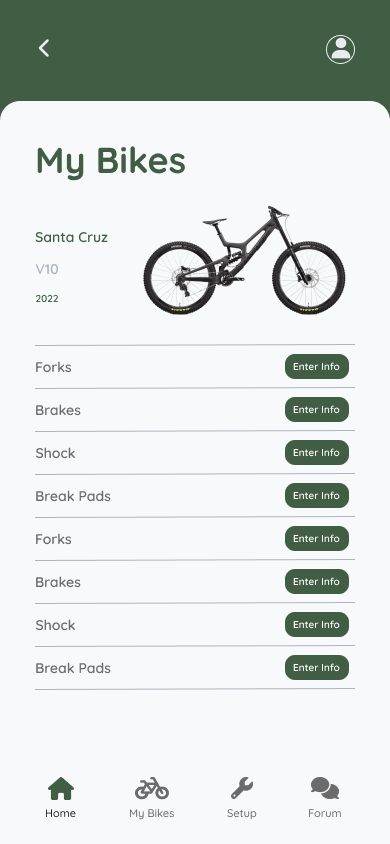 My Bikes
Santa Cruz
V10
2022
Forks Enter Info
Brakes Enter Info
Shock Enter Info
Break Pads Enter Info
Forks Enter Info
Brakes Enter Info
Shock Enter Info
Break Pads Enter Info
Home My Bikes Setup Forum